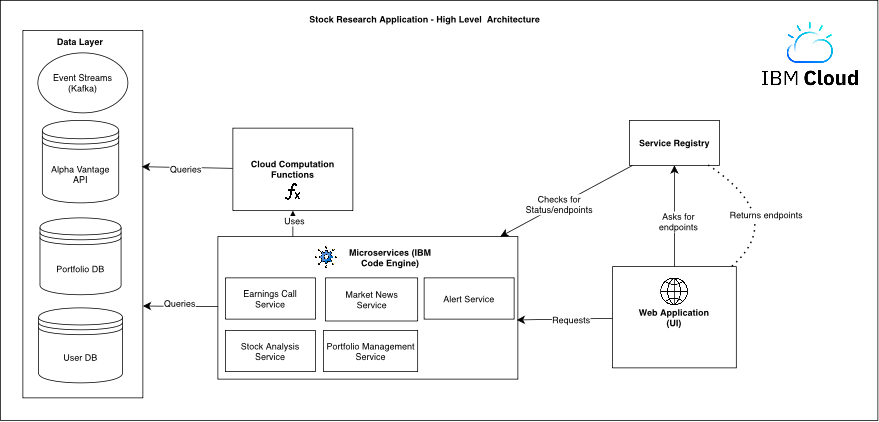 Stock Research Application - High Level Architecture
Data Layer
Event Streams
(Kafka)
Alpha Vantage
API
Portfolio DB
User DB
Queries
Queries
Cloud Computation
Functions
fx
Uses
Microservices (IBM
Code Engine)
Earnings Call
Service
Market News
Service
Alert Service
Stock Analysis
Service
Portfolio Management
Service
Requests
Checks for
Status/endpoints
Service Registry
Asks for
endpoints
Returns endpoints
Web Application
(UI)
IBM Cloud